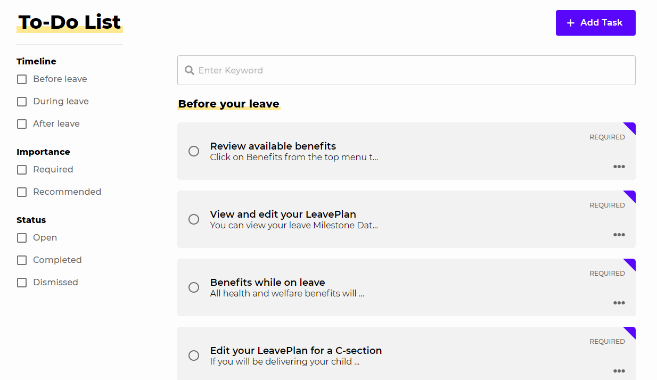 To-Do List
+ Add Task
Timeline
Before leave
During leave
After leave
Importance
Required
Recommended
Status
Open
Completed
Dismissed
Enter Keyword
Before your leave
Review available benefits
Click on Benefits from the top menu t...
REQUIRED
View and edit your LeavePlan
You can view your leave Milestone Dat...
REQUIRED
Benefits while on leave
All health and welfare benefits will ...
REQUIRED
Edit your LeavePlan for a C-section
If you will be delivering your child ...
REQUIRED